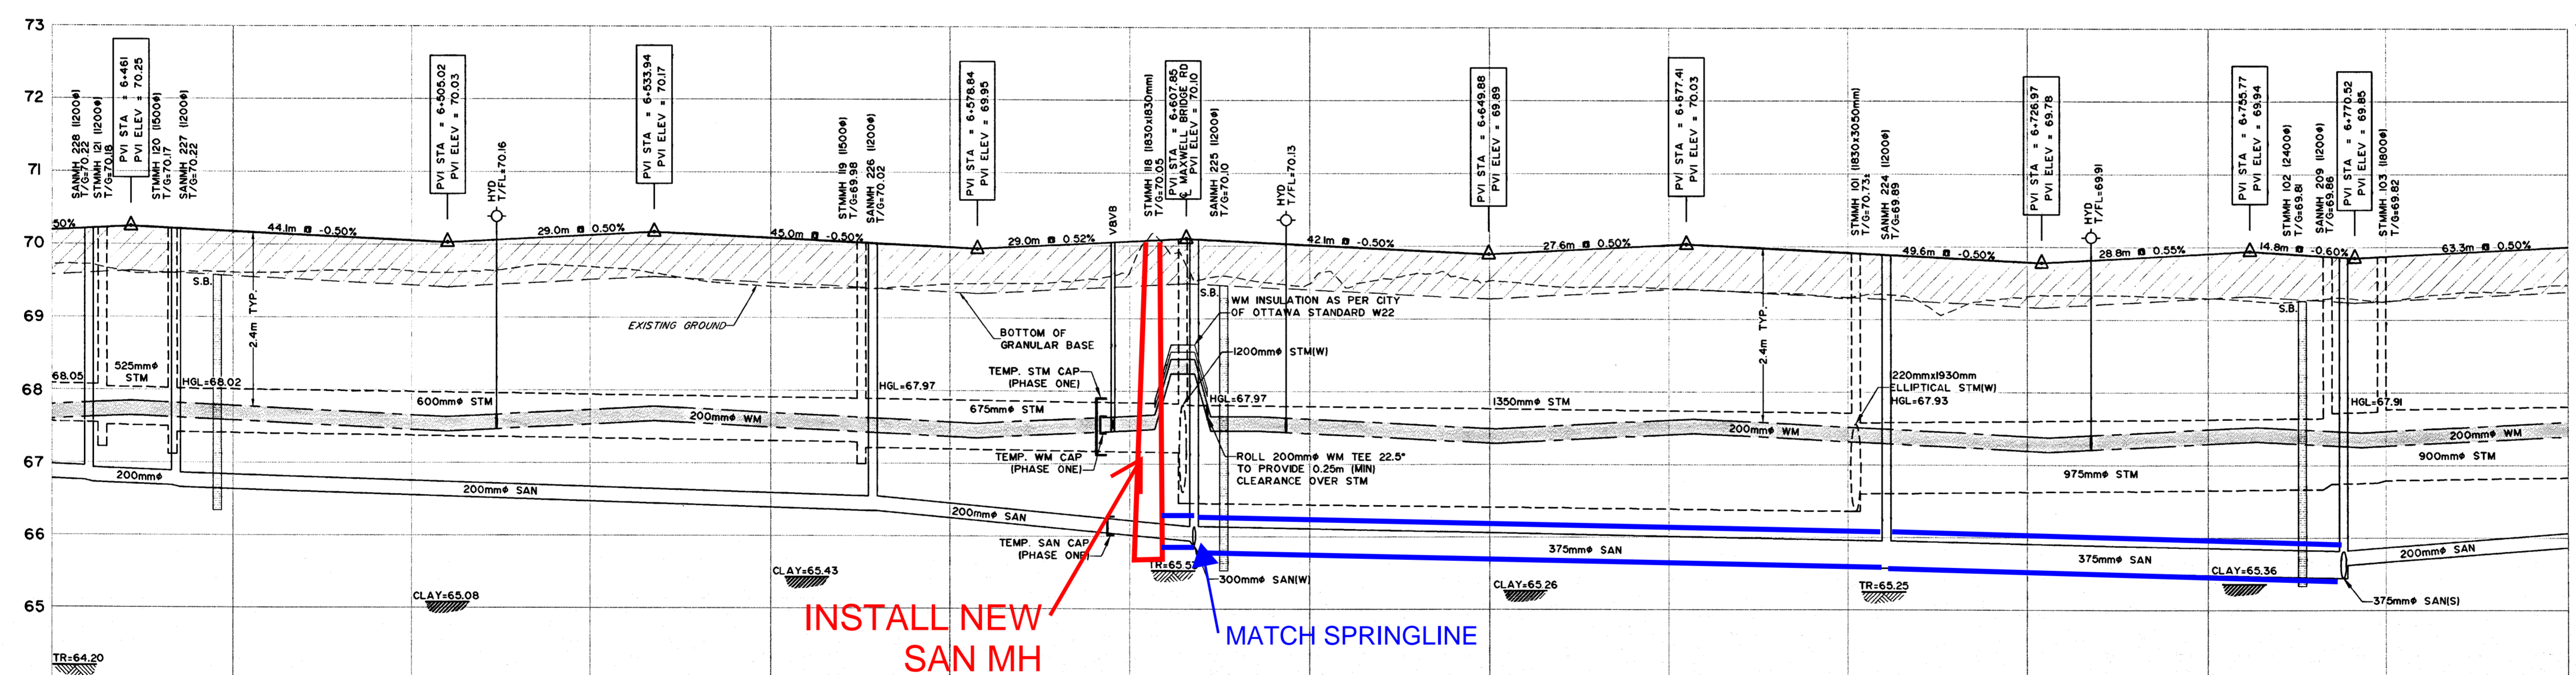 73
72
71
70
69
68
67
66
65
SANMH 228 (1200ø)
T/G=70.22
STMMH 121 (1200ø)
T/G=70.18
PVI STA = 6+461
PVI ELEV = 70.25
STMMH 120 (1500ø)
T/G=70.17
SANMH 227 (1200ø)
T/G=70.22
PVI STA = 6+505.02
PVI ELEV = 70.03
HYD
T/FL=70.16
PVI STA = 6+533.94
PVI ELEV = 70.17
STMMH 119 (1500ø)
T/G=69.98
SANMH 226 (1200ø)
T/G=70.02
PVI STA = 6+578.84
PVI ELEV = 69.95
VBVB
STMMH 118 (1830x1830mm)
T/G=70.05
PVI STA = 6+607.85
℄ MAXWELL BRIDGE RD
PVI ELEV = 70.10
SANMH 225 (1200ø)
T/G=70.10
HYD
T/FL=70.13
PVI STA = 6+649.88
PVI ELEV = 69.89
PVI STA = 6+677.41
PVI ELEV = 70.03
STMMH 101 (1830x3050mm)
T/G=70.73±
SANMH 224 (1200ø)
T/G=69.89
PVI STA = 6+726.97
PVI ELEV = 69.78
HYD
T/FL=69.91
PVI STA = 6+755.77
PVI ELEV = 69.94
STMMH 102 (2400ø)
T/G=69.81
SANMH 209 (1200ø)
T/G=69.86
PVI STA = 6+770.52
PVI ELEV = 69.85
STMMH 103 (1800ø)
T/G=69.82
50%
44.1m @ -0.50%
29.0m @ 0.50%
45.0m @ -0.50%
29.0m @ 0.52%
42.1m @ -0.50%
27.6m @ 0.50%
49.6m @ -0.50%
28.8m @ 0.55%
14.8m @ -0.60%
63.3m @ 0.50%
S.B.
2.4m TYP.
EXISTING GROUND
BOTTOM OF
GRANULAR BASE
S.B.
WM INSULATION AS PER CITY
OF OTTAWA STANDARD W22
1200mmø STM(W)
2.4m TYP.
S.B.
68.05
525mmø
STM
HGL=68.02
600mmø STM
200mmø WM
HGL=67.97
TEMP. STM CAP
(PHASE ONE)
675mmø STM
HGL=67.97
1350mmø STM
1220mmx1930mm
ELLIPTICAL STM(W)
HGL=67.93
200mmø WM
HGL=67.91
200mmø WM
TEMP. WM CAP
(PHASE ONE)
ROLL 200mmø WM TEE 22.5°
TO PROVIDE 0.25m (MIN)
CLEARANCE OVER STM
975mmø STM
900mmø STM
200mmø
200mmø SAN
200mmø SAN
TEMP. SAN CAP
(PHASE ONE)
375mmø SAN
375mmø SAN
200mmø SAN
CLAY=65.08
CLAY=65.43
300mmø SAN(W)
CLAY=65.26
TR=65.25
CLAY=65.36
375mmø SAN(S)
TR=64.20
INSTALL NEW
SAN MH
MATCH SPRINGLINE